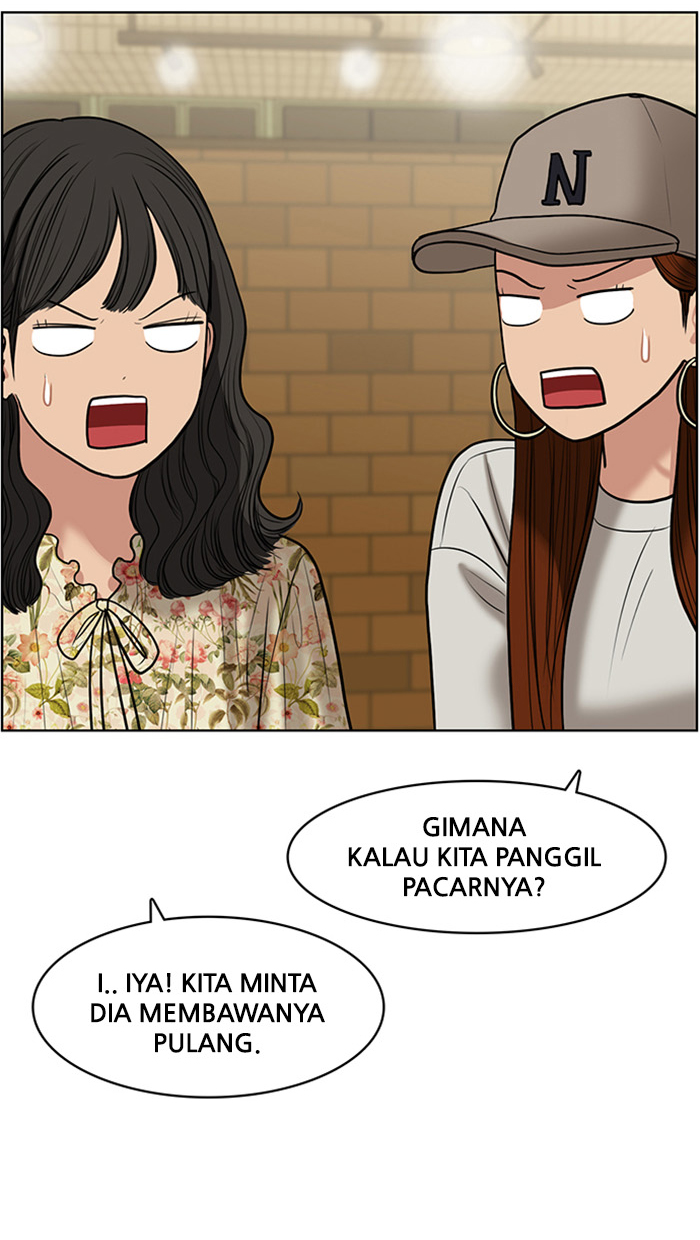 N
GIMANA
KALAU KITA PANGGIL
PACARNYA?
I.. IYA! KITA MINTA
DIA MEMBAWANYA
PULANG.